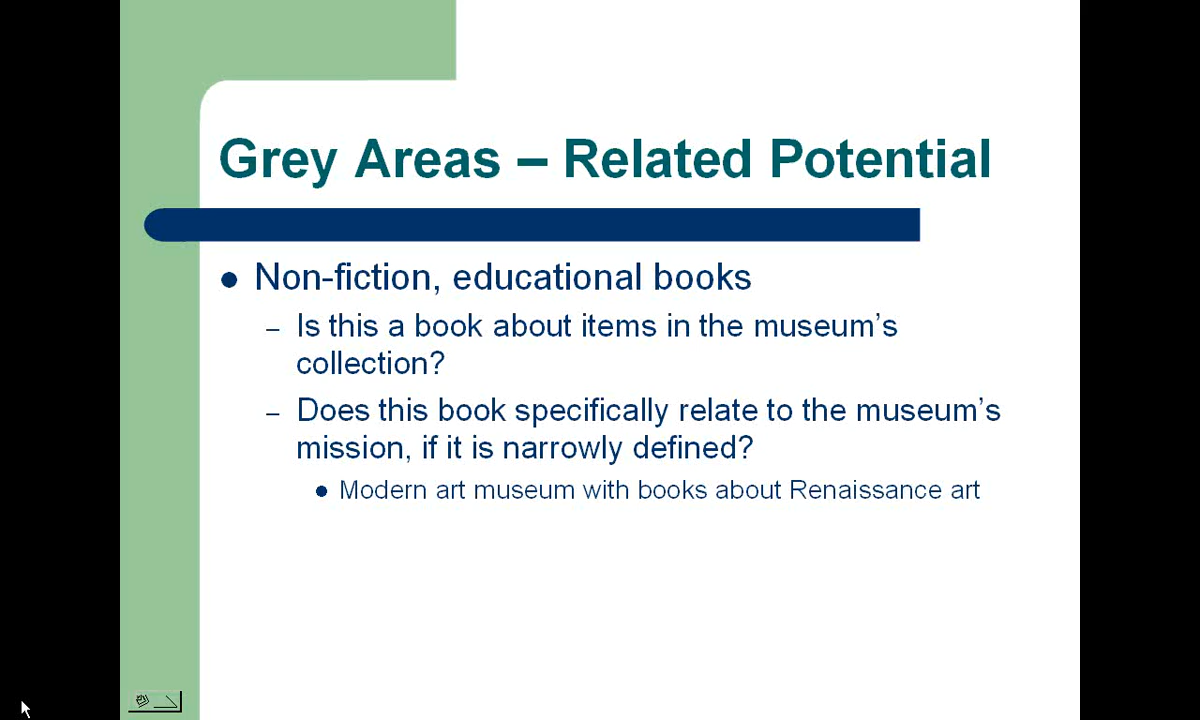 Grey Areas – Related Potential
● Non-fiction, educational books
– Is this a book about items in the museum’s
collection?
– Does this book specifically relate to the museum’s
mission, if it is narrowly defined?
● Modern art museum with books about Renaissance art